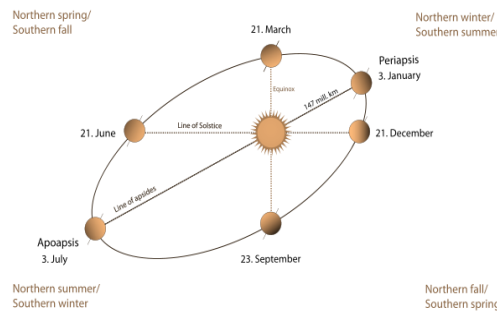 Northern spring/
Southern fall
21. March
Northern winter/
Southern summer
Periapsis
3. January
Equinox
147 mill. km
21. June
Line of Solstice
21. December
Line of apsides
Apoapsis
3. July
23. September
Northern summer/
Southern winter
Northern fall/
Southern spring